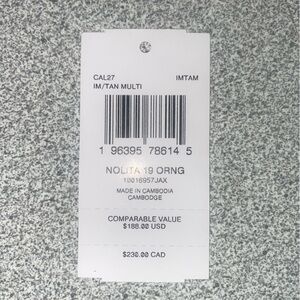 CAL27 IMTAM
IM/TAN MULTI
1 96395 78614 5
NOLITA 19 ORNG
10016957JAX
MADE IN CAMBODIA
CAMBODGE
COMPARABLE VALUE
$188.00 USD
$230.00 CAD